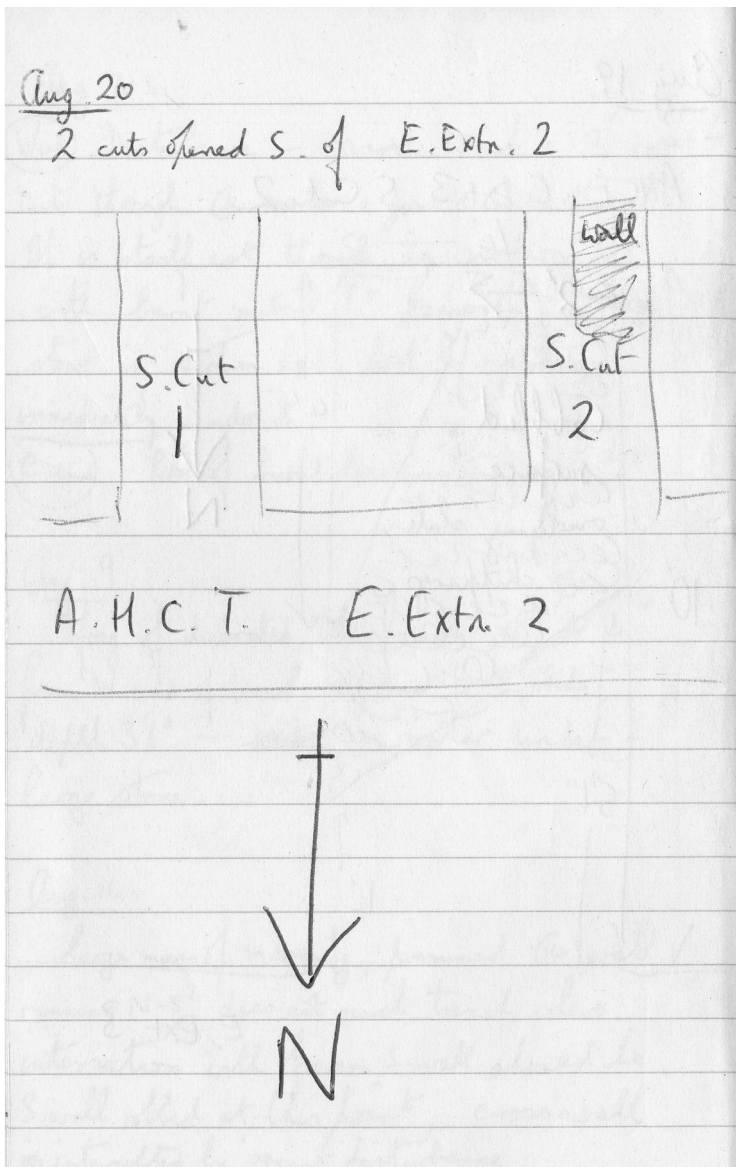 Aug. 20
2 cuts opened S. of E. Extn. 2
wall
S. Cut
1
S. Cut
2
A. H. C. T. E. Extn. 2
N